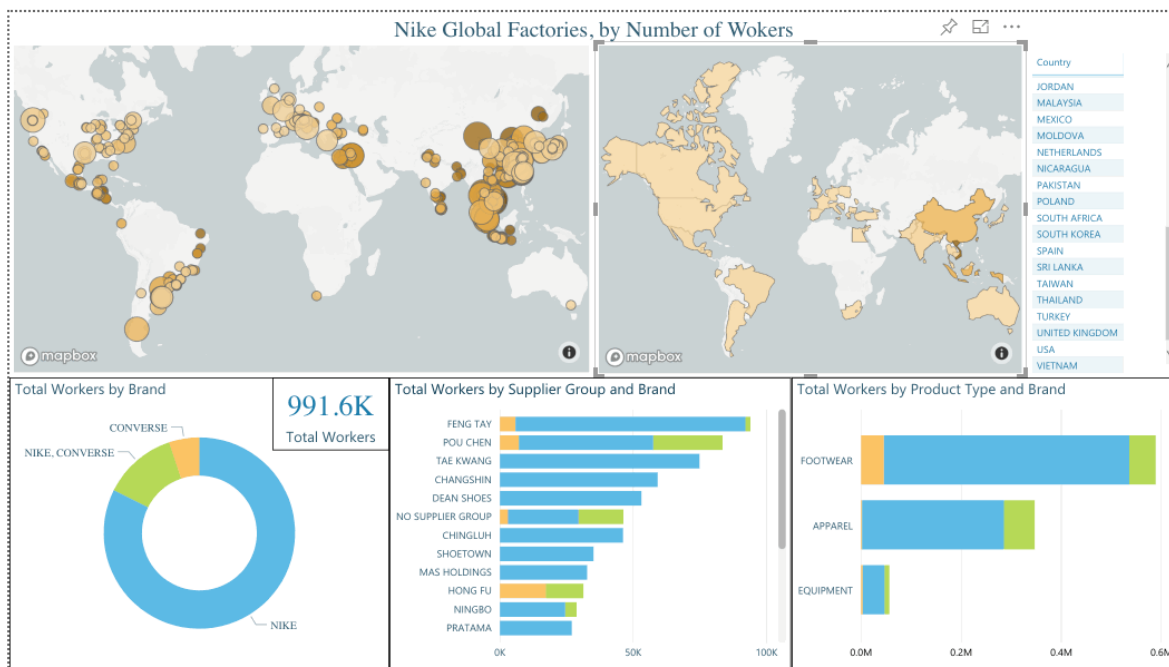 Nike Global Factories, by Number of Wokers
mapbox
mapbox
Country
JORDAN
MALAYSIA
MEXICO
MOLDOVA
NETHERLANDS
NICARAGUA
PAKISTAN
POLAND
SOUTH AFRICA
SOUTH KOREA
SPAIN
SRI LANKA
TAIWAN
THAILAND
TURKEY
UNITED KINGDOM
USA
VIETNAM
Total Workers by Brand
991.6K
Total Workers
CONVERSE
NIKE, CONVERSE
NIKE
Total Workers by Supplier Group and Brand
FENG TAY
POU CHEN
TAE KWANG
CHANGSHIN
DEAN SHOES
NO SUPPLIER GROUP
CHINGLUH
SHOETOWN
MAS HOLDINGS
HONG FU
NINGBO
PRATAMA
0K 50K 100K
Total Workers by Product Type and Brand
FOOTWEAR
APPAREL
EQUIPMENT
0.0M 0.2M 0.4M 0.6M